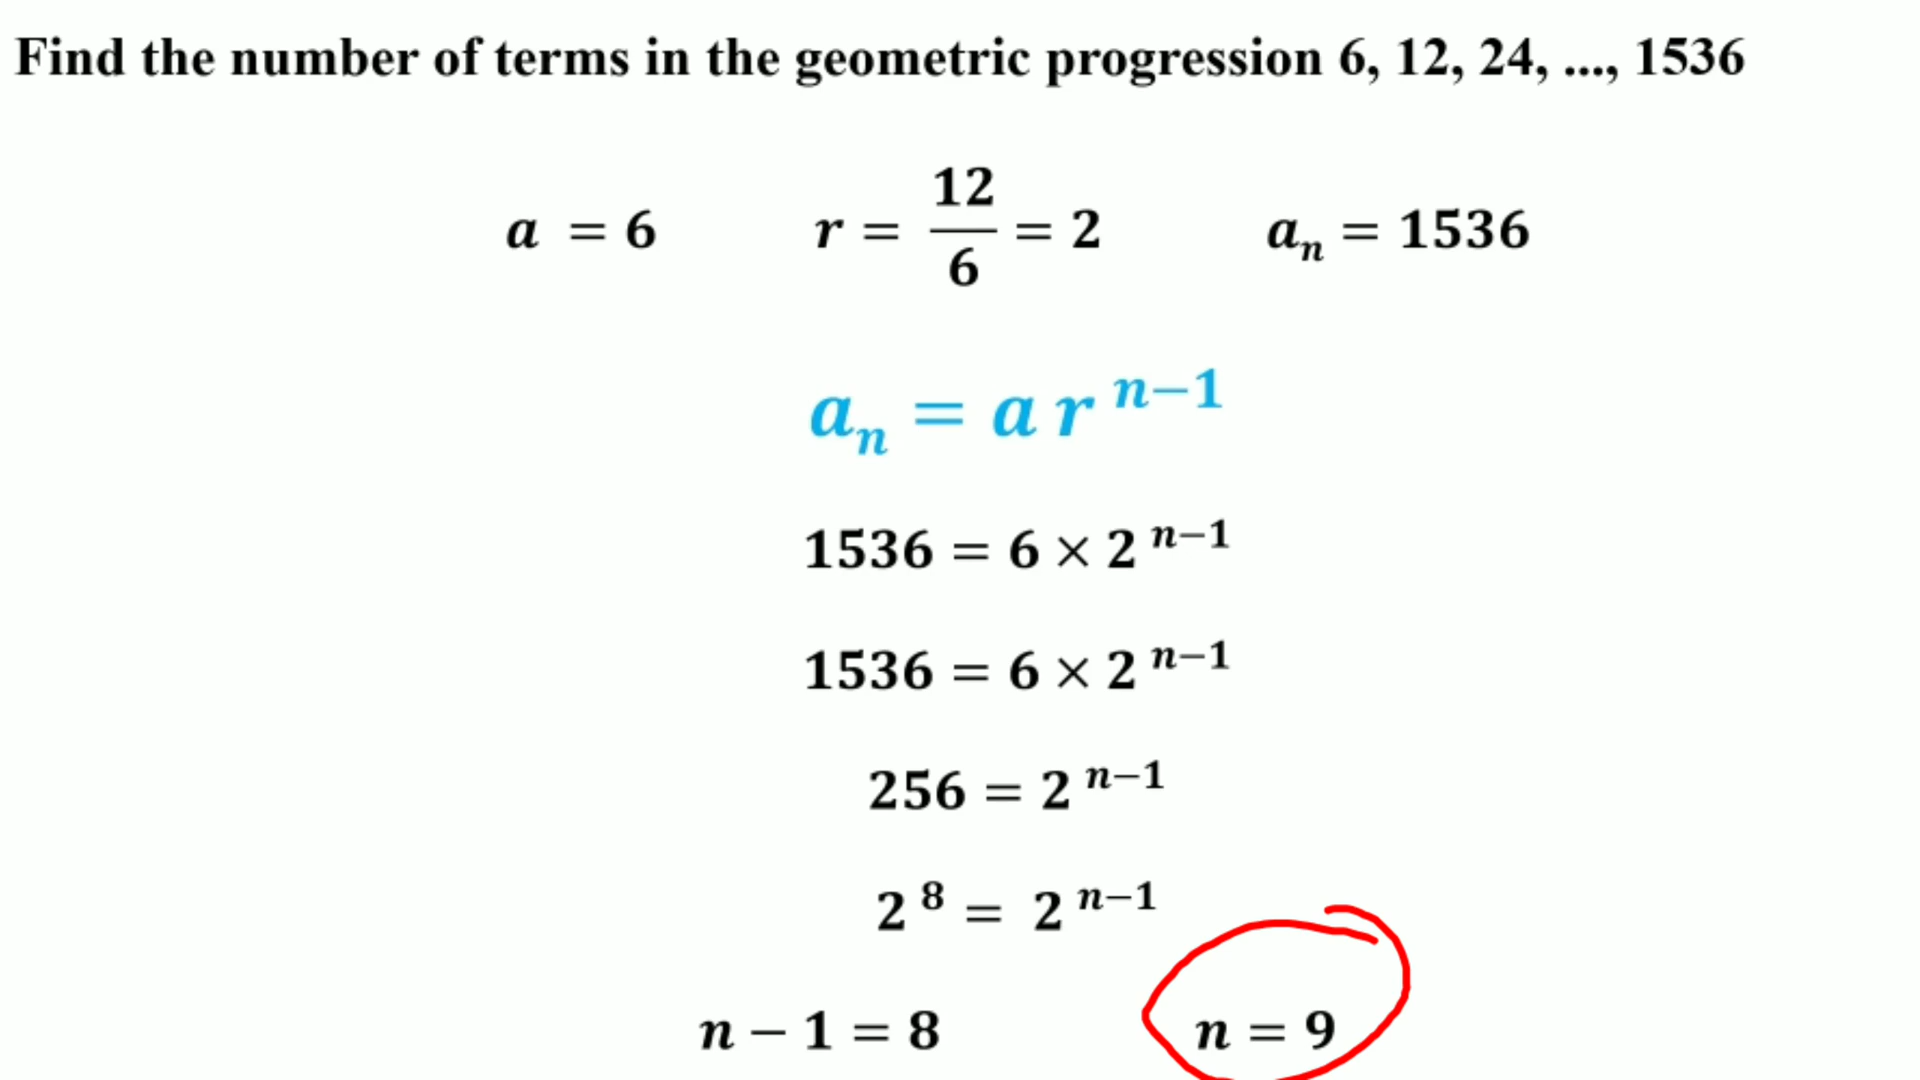 Find the number of terms in the geometric progression 6, 12, 24, ..., 1536
a = 6 r = 12/6 = 2 aₙ = 1536
aₙ = a r ⁿ⁻¹
1536 = 6 × 2 ⁿ⁻¹
1536 = 6 × 2 ⁿ⁻¹
256 = 2 ⁿ⁻¹
2 ⁸ = 2 ⁿ⁻¹
n − 1 = 8 n = 9